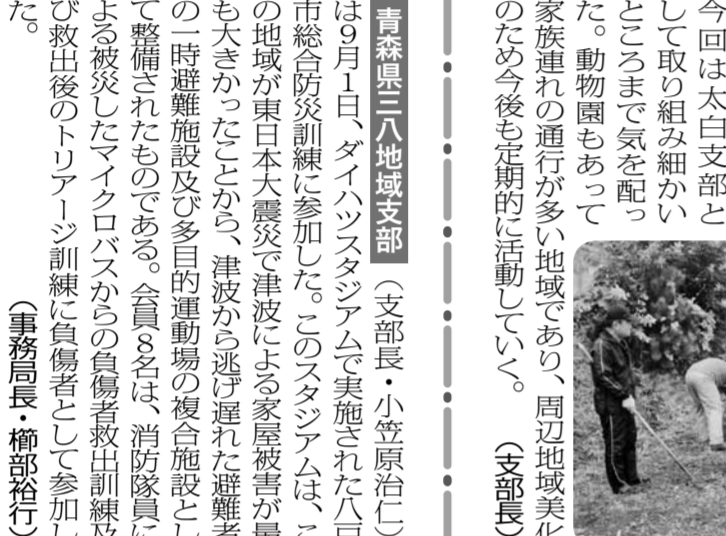 今回は太白支部と
して取り組み細かい
ところまで気を配っ
た。動物園もあって
家族連れの通行が多い地域であり、周辺地域美化
のため今後も定期的に活動していく。　（支部長）
青森県三八地域支部（支部長・小笠原治仁）
は9月1日、ダイハツスタジアムで実施された八戸
市総合防災訓練に参加した。このスタジアムは、こ
の地域が東日本大震災で津波による家屋被害が最
も大きかったことから、津波から逃げ遅れた避難者
の一時避難施設及び多目的運動場の複合施設とし
て整備されたものである。会員8名は、消防隊員に
よる被災したマイクロバスからの負傷者救出訓練及
び救出後のトリアージ訓練に負傷者として参加し
た。　（事務局長・櫛部裕行）